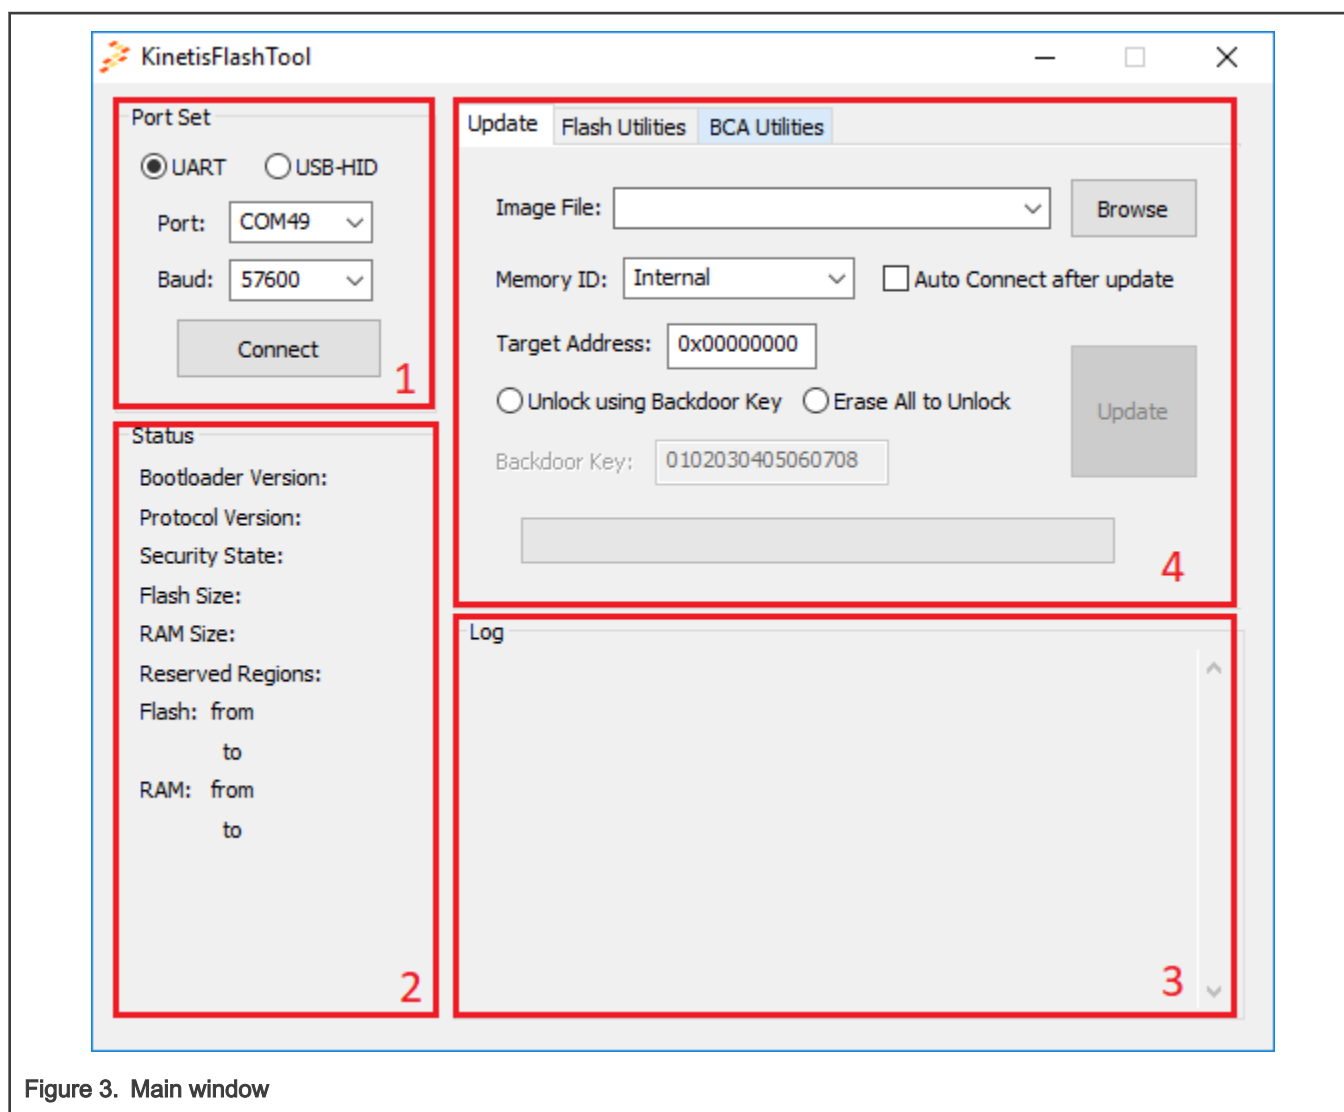 KinetisFlashTool
Port Set
UART USB-HID
Port: COM49
Baud: 57600
Connect
1
Status
Bootloader Version:
Protocol Version:
Security State:
Flash Size:
RAM Size:
Reserved Regions:
Flash: from
to
RAM: from
to
2
Update Flash Utilities BCA Utilities
Image File: Browse
Memory ID: Internal Auto Connect after update
Target Address: 0x00000000
Unlock using Backdoor Key Erase All to Unlock
Update
Backdoor Key: 0102030405060708
4
Log
3
Figure 3. Main window